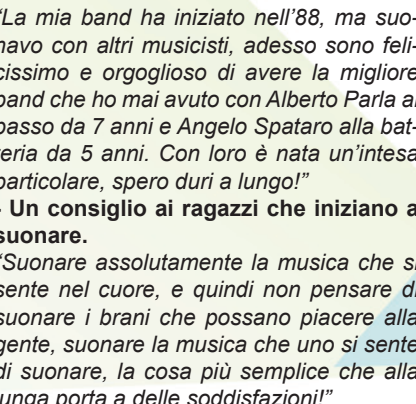 "La mia band ha iniziato nell'88, ma suo-
navo con altri musicisti, adesso sono feli-
cissimo e orgoglioso di avere la migliore
band che ho mai avuto con Alberto Parla al
basso da 7 anni e Angelo Spataro alla bat-
teria da 5 anni. Con loro è nata un'intesa
particolare, spero duri a lungo!"
- Un consiglio ai ragazzi che iniziano a
suonare.
"Suonare assolutamente la musica che si
sente nel cuore, e quindi non pensare di
suonare i brani che possano piacere alla
gente, suonare la musica che uno si sente
di suonare, la cosa più semplice che alla
lunga porta a delle soddisfazioni!"